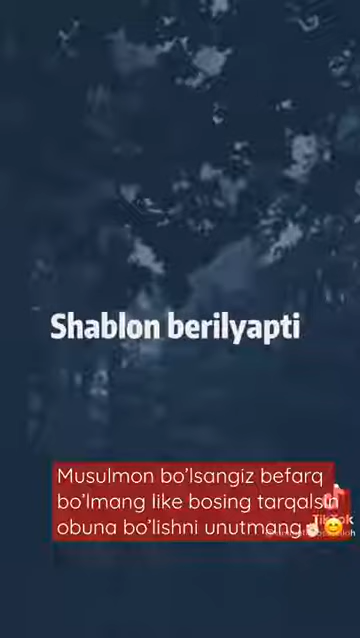 Shablon berilyapti
Musulmon bo'lsangiz befarq
bo'lmang like bosing tarqalsin
obuna bo'lishni unutmang👌😊
TikTok